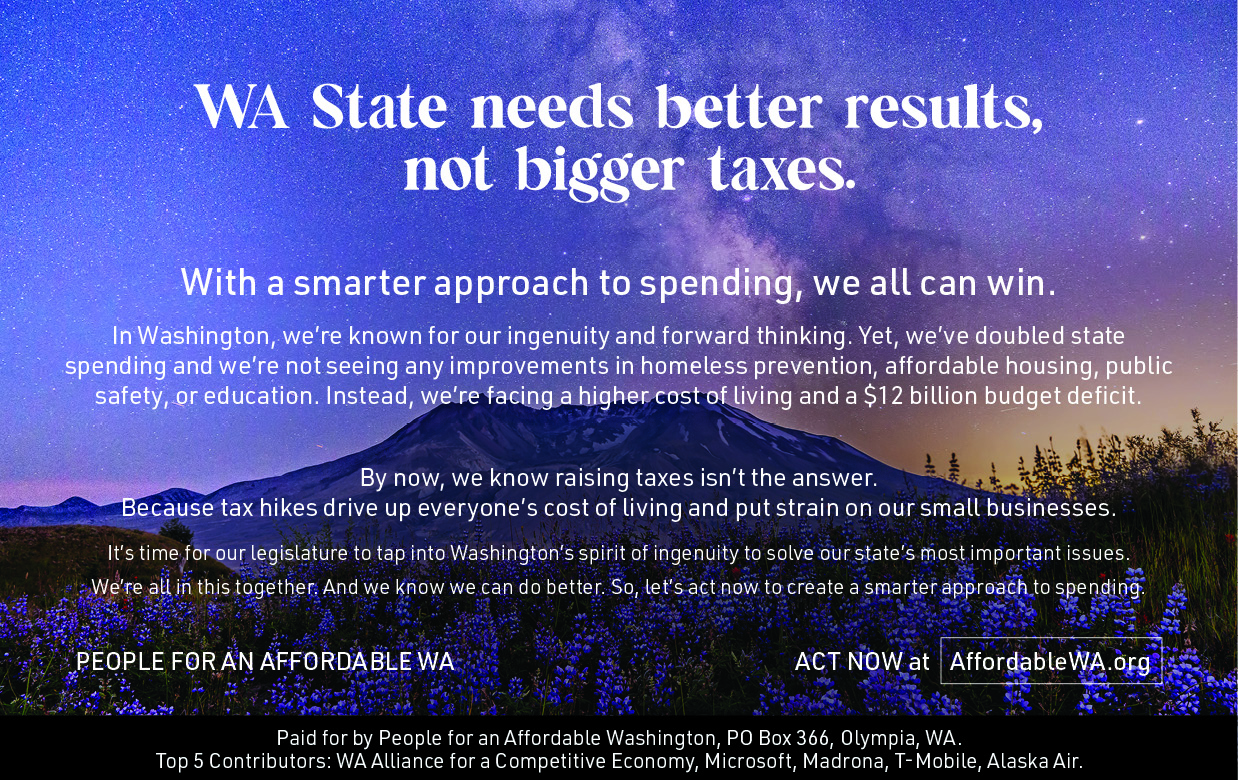 WA State needs better results,
not bigger taxes.
With a smarter approach to spending, we all can win.
In Washington, we're known for our ingenuity and forward thinking. Yet, we've doubled state
spending and we're not seeing any improvements in homeless prevention, affordable housing, public
safety, or education. Instead, we're facing a higher cost of living and a $12 billion budget deficit.
By now, we know raising taxes isn't the answer.
Because tax hikes drive up everyone's cost of living and put strain on our small businesses.
It's time for our legislature to tap into Washington's spirit of ingenuity to solve our state's most important issues.
We're all in this together. And we know we can do better. So, let's act now to create a smarter approach to spending.
PEOPLE FOR AN AFFORDABLE WA
ACT NOW at AffordableWA.org
Paid for by People for an Affordable Washington, PO Box 366, Olympia, WA.
Top 5 Contributors: WA Alliance for a Competitive Economy, Microsoft, Madrona, T-Mobile, Alaska Air.